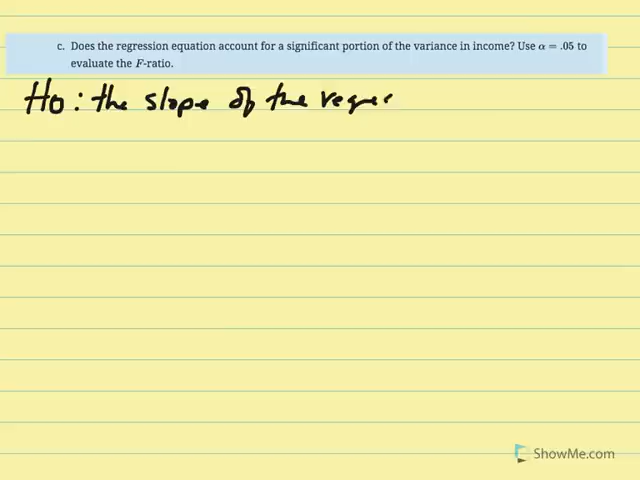 c. Does the regression equation account for a significant portion of the variance in income? Use α = .05 to
evaluate the F-ratio.
Ho: the slope of the regres
ShowMe.com